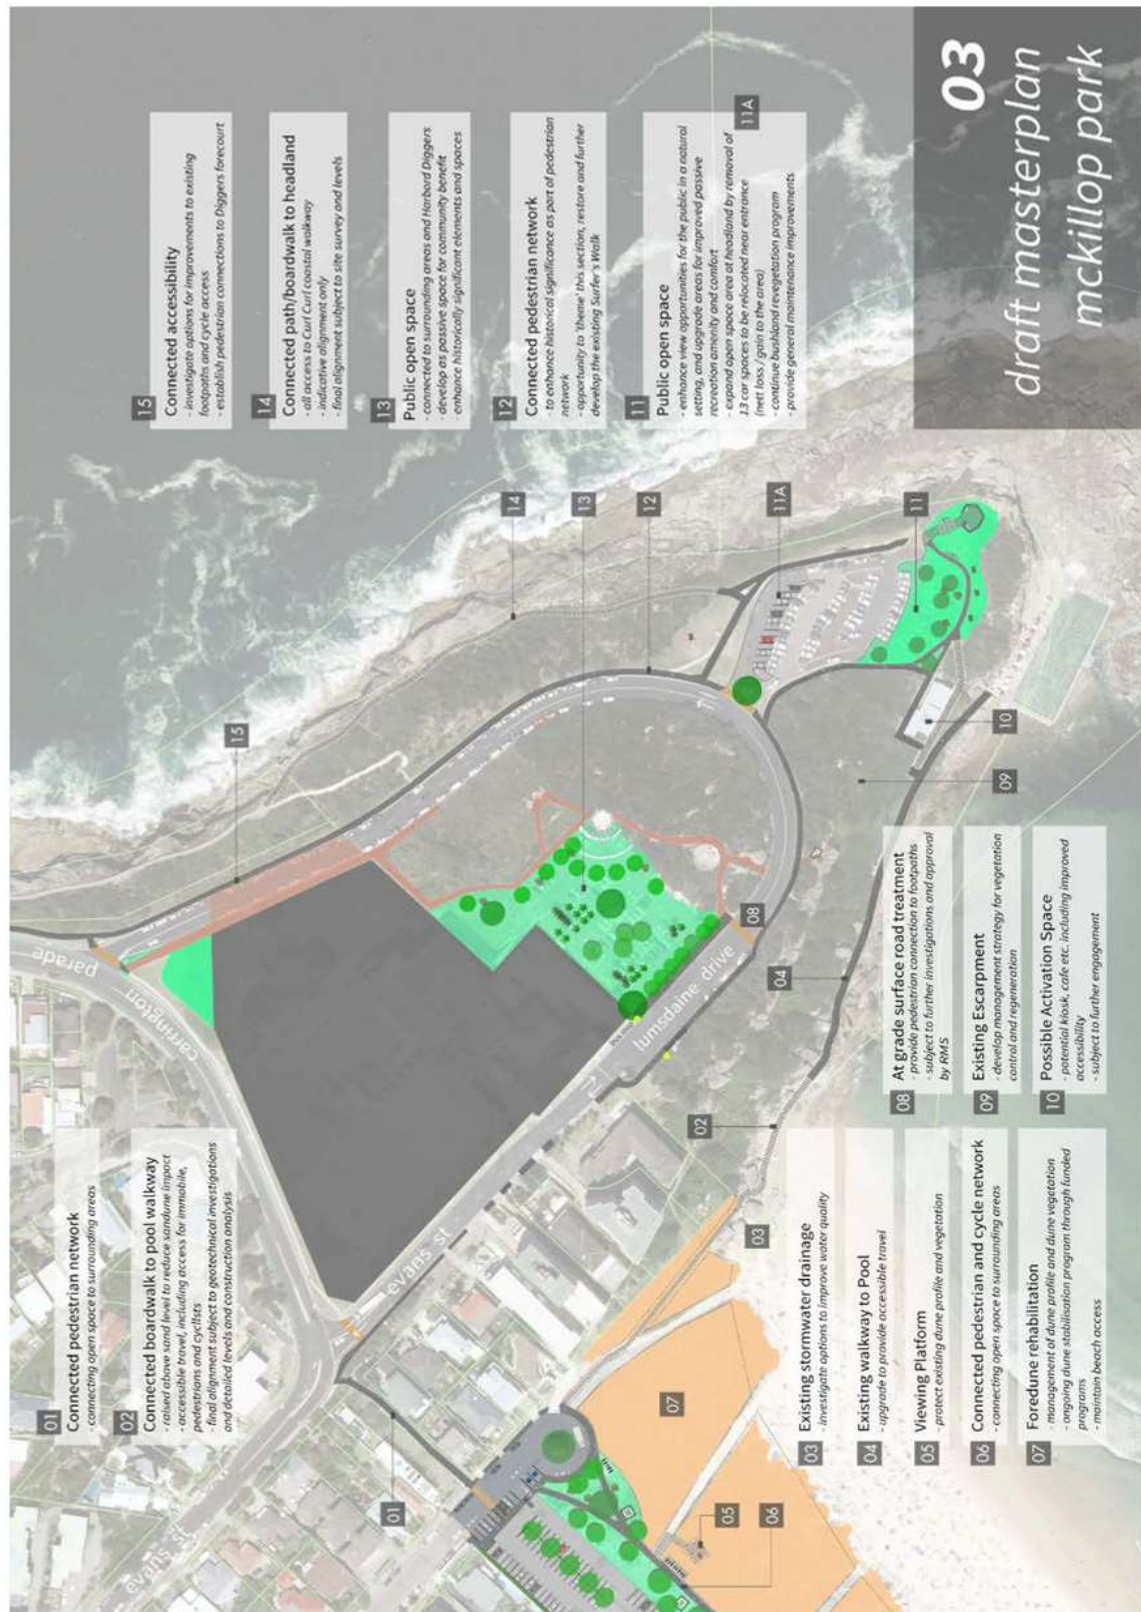 03
draft masterplan
mckillop park
01
Connected pedestrian network
- connecting open space to surrounding areas
02
Connected boardwalk to pool walkway
- raised above sand level to reduce sandune impact
- accessible travel, including access for immobile,
pedestrians and cyclists
- final alignment subject to geotechnical investigations
and detailed levels and construction analysis
03
Existing stormwater drainage
- investigate options to improve water quality
04
Existing walkway to Pool
- upgrade to provide accessible travel
05
Viewing Platform
- protect existing dune profile and vegetation
06
Connected pedestrian and cycle network
- connecting open space to surrounding areas
07
Foredune rehabilitation
- management of dune profile and dune vegetation
- ongoing dune stabilisation program through funded
programs
- maintain beach access
08
At grade surface road treatment
- provide pedestrian connection to footpaths
- subject to further investigations and approval
by RMS
09
Existing Escarpment
- develop management strategy for vegetation
control and regeneration
10
Possible Activation Space
- potential kiosk, cafe etc. including improved
accessibility
- subject to further engagement
15
Connected accessibility
- investigate options for improvements to existing
footpaths and cycle access
- establish pedestrian connections to Diggers forecourt
14
Connected path/boardwalk to headland
- all access to Curl Curl coastal walkway
- indicative alignment only
- final alignment subject to site survey and levels
13
Public open space
- connected to surrounding areas and Harbord Diggers
- develop as passive space for community benefit
- enhance historically significant elements and spaces
12
Connected pedestrian network
- to enhance historical significance as part of pedestrian
network
- opportunity to 'theme' this section, restore and further
develop the existing Surfer's Walk
11
Public open space
- enhance view opportunities for the public in a natural
setting, and upgrade areas for improved passive
recreation amenity and comfort
- expand open space at headland by removal of
13 car spaces to be relocated near entrance
(nett loss / gain to the area)
- continue bushland revegetation program
- provide general maintenance improvements
11A
evans st
evans st
carrington parade
lumsdaine drive
01
02
03
04
05
06
07
08
09
10
11
11A
12
13
14
15